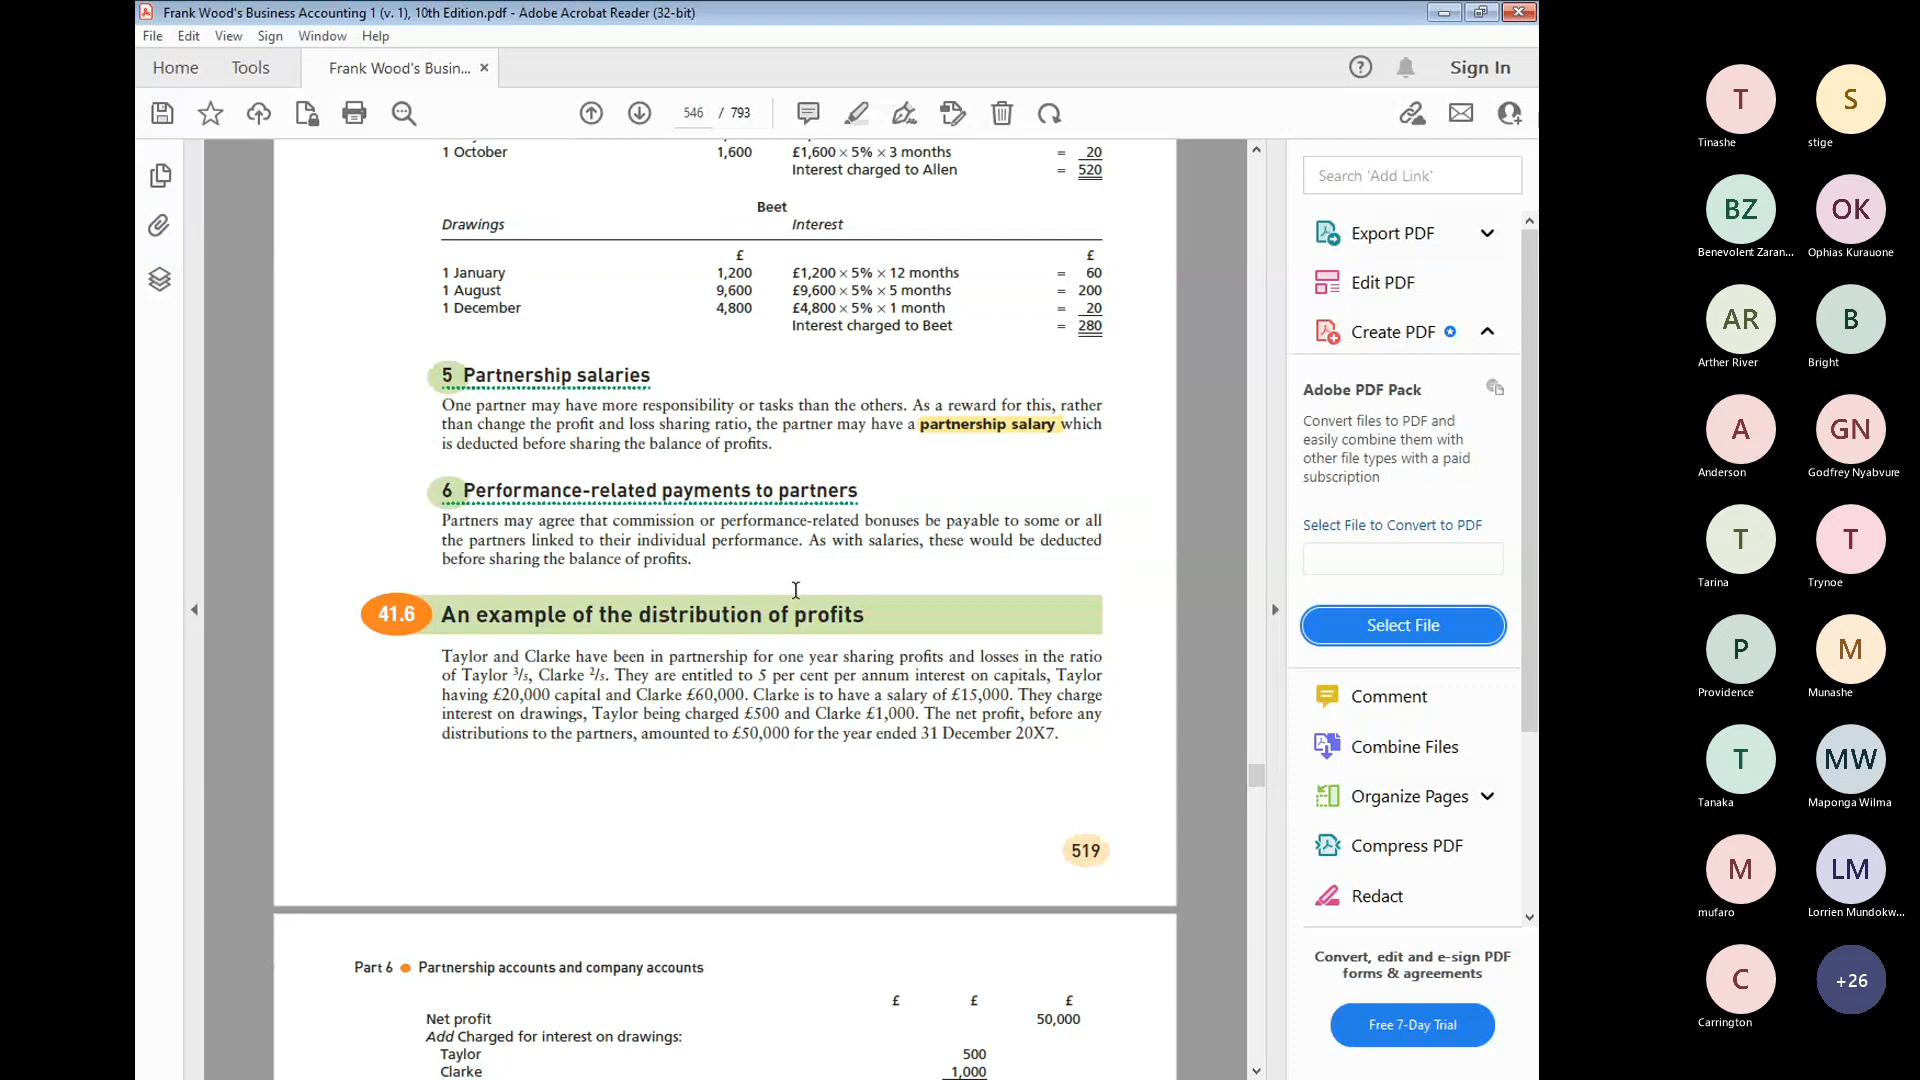 Frank Wood's Business Accounting 1 (v. 1), 10th Edition.pdf - Adobe Acrobat Reader (32-bit)
File Edit View Sign Window Help
Home Tools Frank Wood's Busin... × Sign In
546 / 793
1 October 1,600 £1,600 × 5% × 3 months = 20
Interest charged to Allen = 520
Beet
Drawings Interest
£ £
1 January 1,200 £1,200 × 5% × 12 months = 60
1 August 9,600 £9,600 × 5% × 5 months = 200
1 December 4,800 £4,800 × 5% × 1 month = 20
Interest charged to Beet = 280
5 Partnership salaries
One partner may have more responsibility or tasks than the others. As a reward for this, rather
than change the profit and loss sharing ratio, the partner may have a partnership salary which
is deducted before sharing the balance of profits.
6 Performance-related payments to partners
Partners may agree that commission or performance-related bonuses be payable to some or all
the partners linked to their individual performance. As with salaries, these would be deducted
before sharing the balance of profits.
41.6 An example of the distribution of profits
Taylor and Clarke have been in partnership for one year sharing profits and losses in the ratio
of Taylor 3/5, Clarke 2/5. They are entitled to 5 per cent per annum interest on capitals, Taylor
having £20,000 capital and Clarke £60,000. Clarke is to have a salary of £15,000. They charge
interest on drawings, Taylor being charged £500 and Clarke £1,000. The net profit, before any
distributions to the partners, amounted to £50,000 for the year ended 31 December 20X7.
519
Part 6 ● Partnership accounts and company accounts
£ £ £
Net profit 50,000
Add Charged for interest on drawings:
Taylor 500
Clarke 1,000
Search 'Add Link'
Export PDF
Edit PDF
Create PDF
Adobe PDF Pack
Convert files to PDF and
easily combine them with
other file types with a paid
subscription
Select File to Convert to PDF
Select File
Comment
Combine Files
Organize Pages
Compress PDF
Redact
Convert, edit and e-sign PDF
forms & agreements
Free 7-Day Trial
T S
Tinashe stige
BZ OK
Benevolent Zaran... Ophias Kurauone
AR B
Arther River Bright
A GN
Anderson Godfrey Nyabvure
T T
Tarina Trynoe
P M
Providence Munashe
T MW
Tanaka Maponga Wilma
M LM
mufaro Lorrien Mundokw...
C +26
Carrington